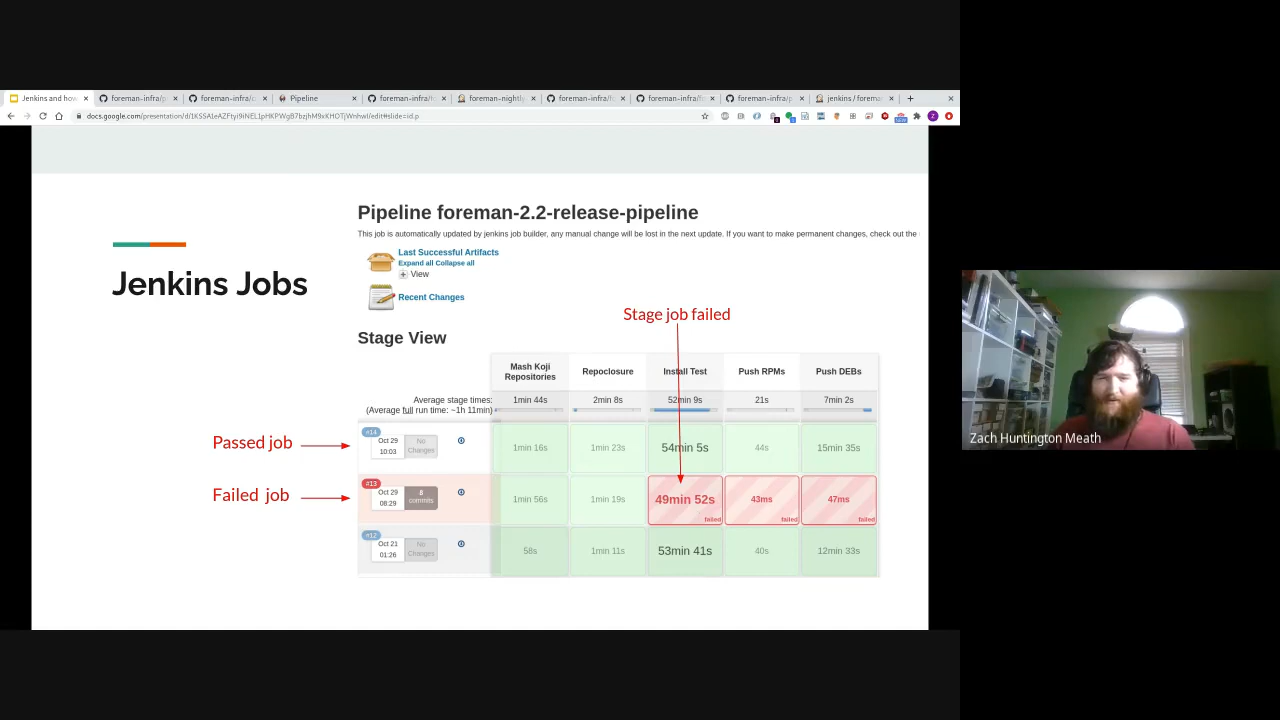 Jenkins and how
foreman-infra/p
foreman-infra/c
Pipeline
foreman-infra/f
foreman-nightly
foreman-infra/f
foreman-infra/fo
foreman-infra/p
jenkins / forema
docs.google.com/presentation/d/
Pipeline foreman-2.2-release-pipeline
This job is automatically updated by jenkins job builder, any manual change will be lost in the next update. If you want to make permanent changes, check out the
Jenkins Jobs
Last Successful Artifacts
Expand all Collapse all
View
Recent Changes
Stage job failed
Stage View
Mash Koji Repositories
Repoclosure
Install Test
Push RPMs
Push DEBs
Average stage times:
1min 44s
2min 8s
52min 9s
21s
7min 2s
(Average full run time: ~1h 11min)
Passed job
#14
Oct 29
10:03
No
Changes
1min 16s
1min 23s
54min 5s
44s
15min 35s
Failed job
#13
Oct 29
08:29
8
commits
1min 56s
1min 19s
49min 52s
failed
43ms
failed
47ms
failed
#12
Oct 21
01:26
No
Changes
58s
1min 11s
53min 41s
40s
12min 33s
Zach Huntington Meath